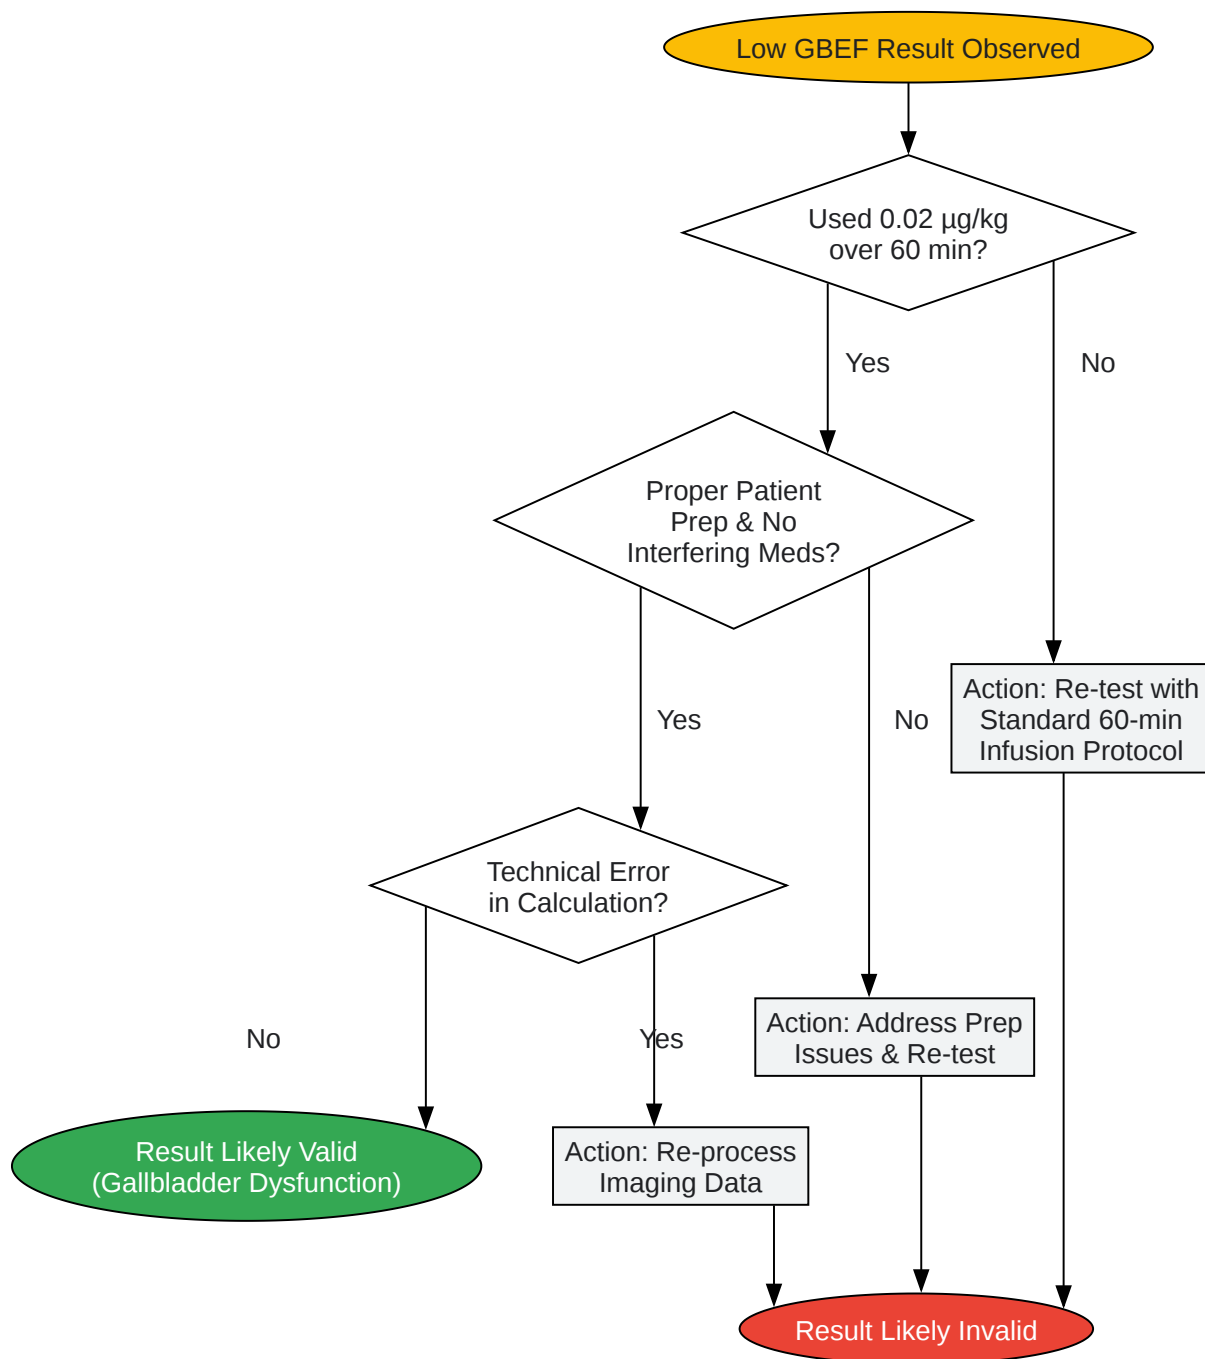 Low GBEF Result Observed
Used 0.02 µg/kg
over 60 min?
Yes
No
Proper Patient
Prep & No
Interfering Meds?
Action: Re-test with
Standard 60-min
Infusion Protocol
Yes
No
Technical Error
in Calculation?
Action: Address Prep
Issues & Re-test
No
Yes
Result Likely Valid
(Gallbladder Dysfunction)
Action: Re-process
Imaging Data
Result Likely Invalid